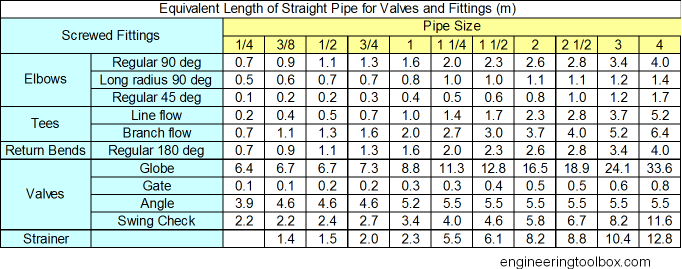 Equivalent Length of Straight Pipe for Valves and Fittings (m)
Screwed Fittings Pipe Size
1/4 3/8 1/2 3/4 1 1 1/4 1 1/2 2 2 1/2 3 4
Elbows Regular 90 deg 0.7 0.9 1.1 1.3 1.6 2.0 2.3 2.6 2.8 3.4 4.0
Long radius 90 deg 0.5 0.6 0.7 0.7 0.8 1.0 1.0 1.1 1.1 1.2 1.4
Regular 45 deg 0.1 0.2 0.2 0.3 0.4 0.5 0.6 0.8 1.0 1.2 1.7
Tees Line flow 0.2 0.4 0.5 0.7 1.0 1.4 1.7 2.3 2.8 3.7 5.2
Branch flow 0.7 1.1 1.3 1.6 2.0 2.7 3.0 3.7 4.0 5.2 6.4
Return Bends Regular 180 deg 0.7 0.9 1.1 1.3 1.6 2.0 2.3 2.6 2.8 3.4 4.0
Valves Globe 6.4 6.7 6.7 7.3 8.8 11.3 12.8 16.5 18.9 24.1 33.6
Gate 0.1 0.1 0.2 0.2 0.3 0.3 0.4 0.5 0.5 0.6 0.8
Angle 3.9 4.6 4.6 4.6 5.2 5.5 5.5 5.5 5.5 5.5 5.5
Swing Check 2.2 2.2 2.4 2.7 3.4 4.0 4.6 5.8 6.7 8.2 11.6
Strainer 1.4 1.5 2.0 2.3 5.5 6.1 8.2 8.8 10.4 12.8
engineeringtoolbox.com